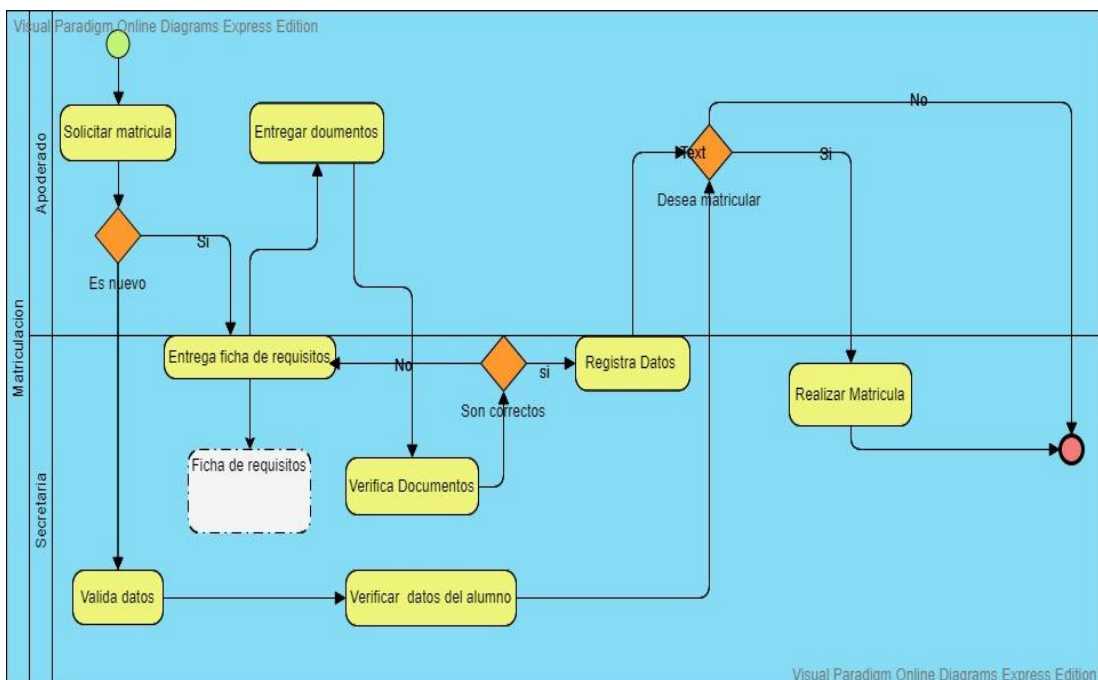 Visual Paradigm Online Diagrams Express Edition
Matriculacion
Apoderado
Solicitar matricula
Entregar doumentos
No
Text
Si
Desea matricular
Si
Es nuevo
Secretaria
Entrega ficha de requisitos
No
si
Registra Datos
Son correctos
Realizar Matricula
Ficha de requisitos
Verifica Documentos
Valida datos
Verificar datos del alumno
Visual Paradigm Online Diagrams Express Edition